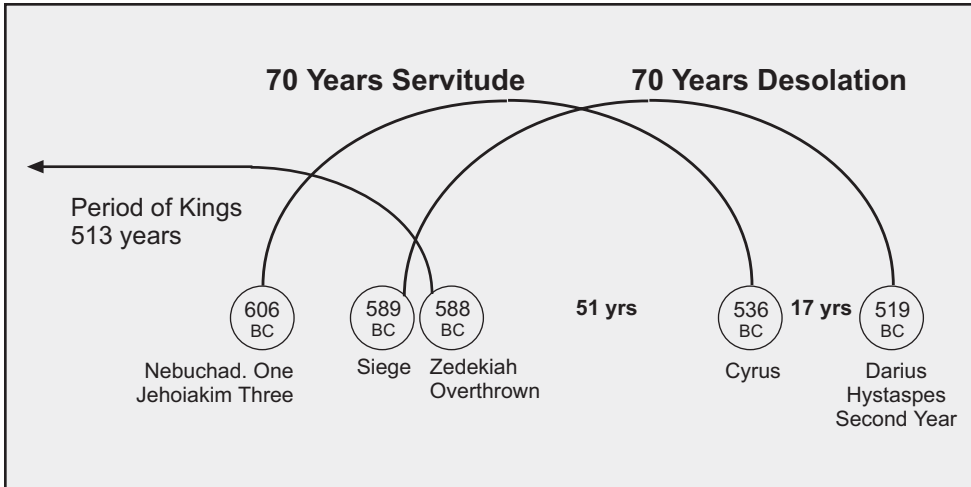 70 Years Servitude
70 Years Desolation
Period of Kings
513 years
606
BC
589
BC
588
BC
51 yrs
536
BC
17 yrs
519
BC
Nebuchad. One
Jehoiakim Three
Siege
Zedekiah
Overthrown
Cyrus
Darius
Hystaspes
Second Year